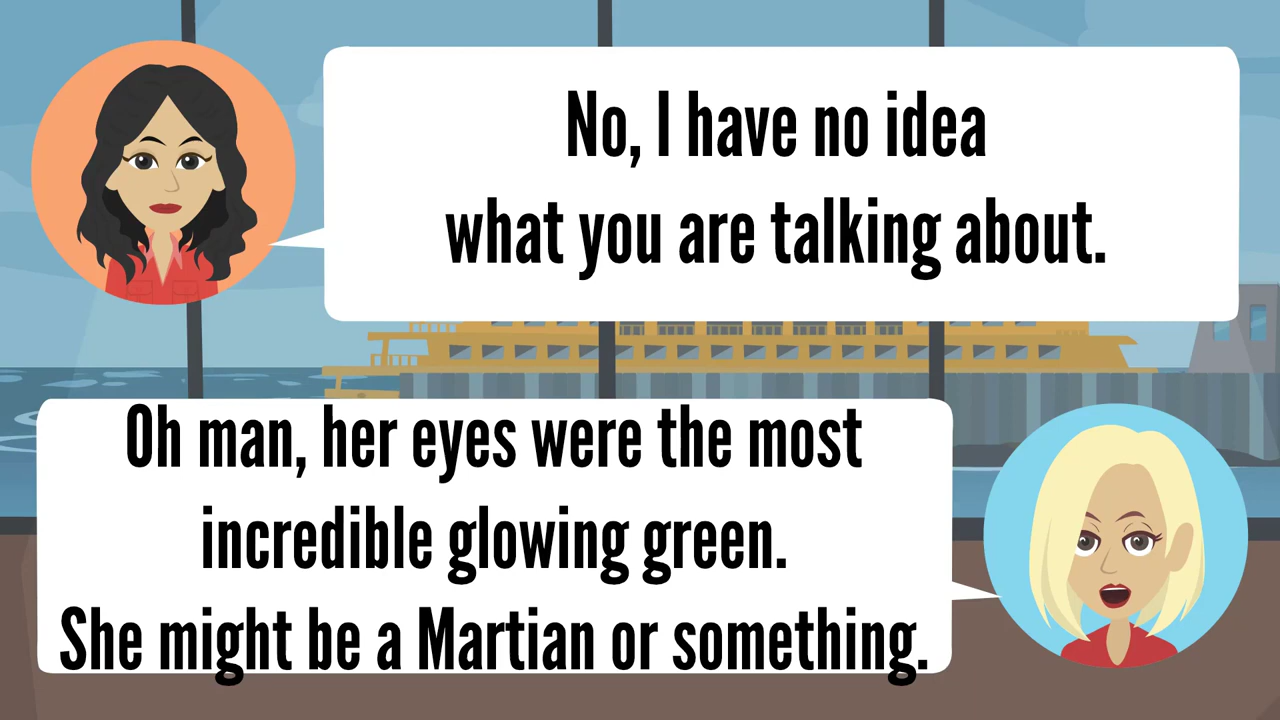 No, I have no idea
what you are talking about.
Oh man, her eyes were the most
incredible glowing green.
She might be a Martian or something.